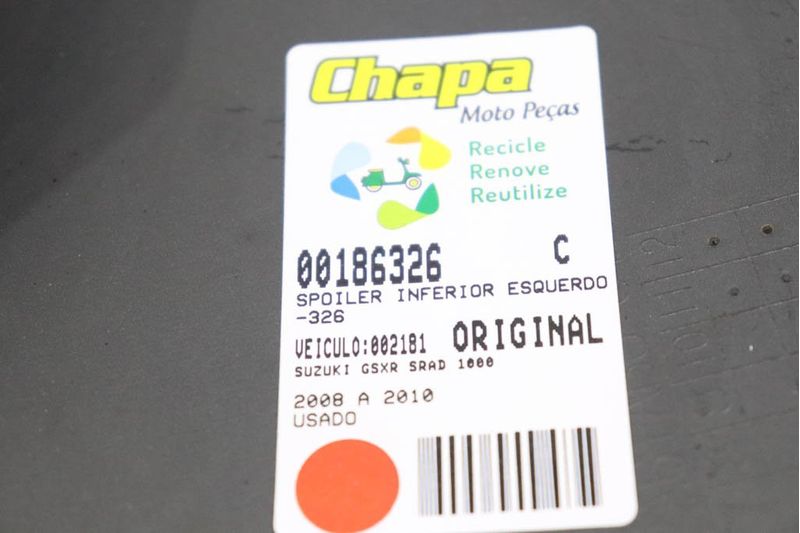 Chapa
Moto Peças
Recicle
Renove
Reutilize
00186326 C
SPOILER INFERIOR ESQUERDO
-326
VEICULO:002181 ORIGINAL
SUZUKI GSXR SRAD 1000
2008 A 2010
USADO